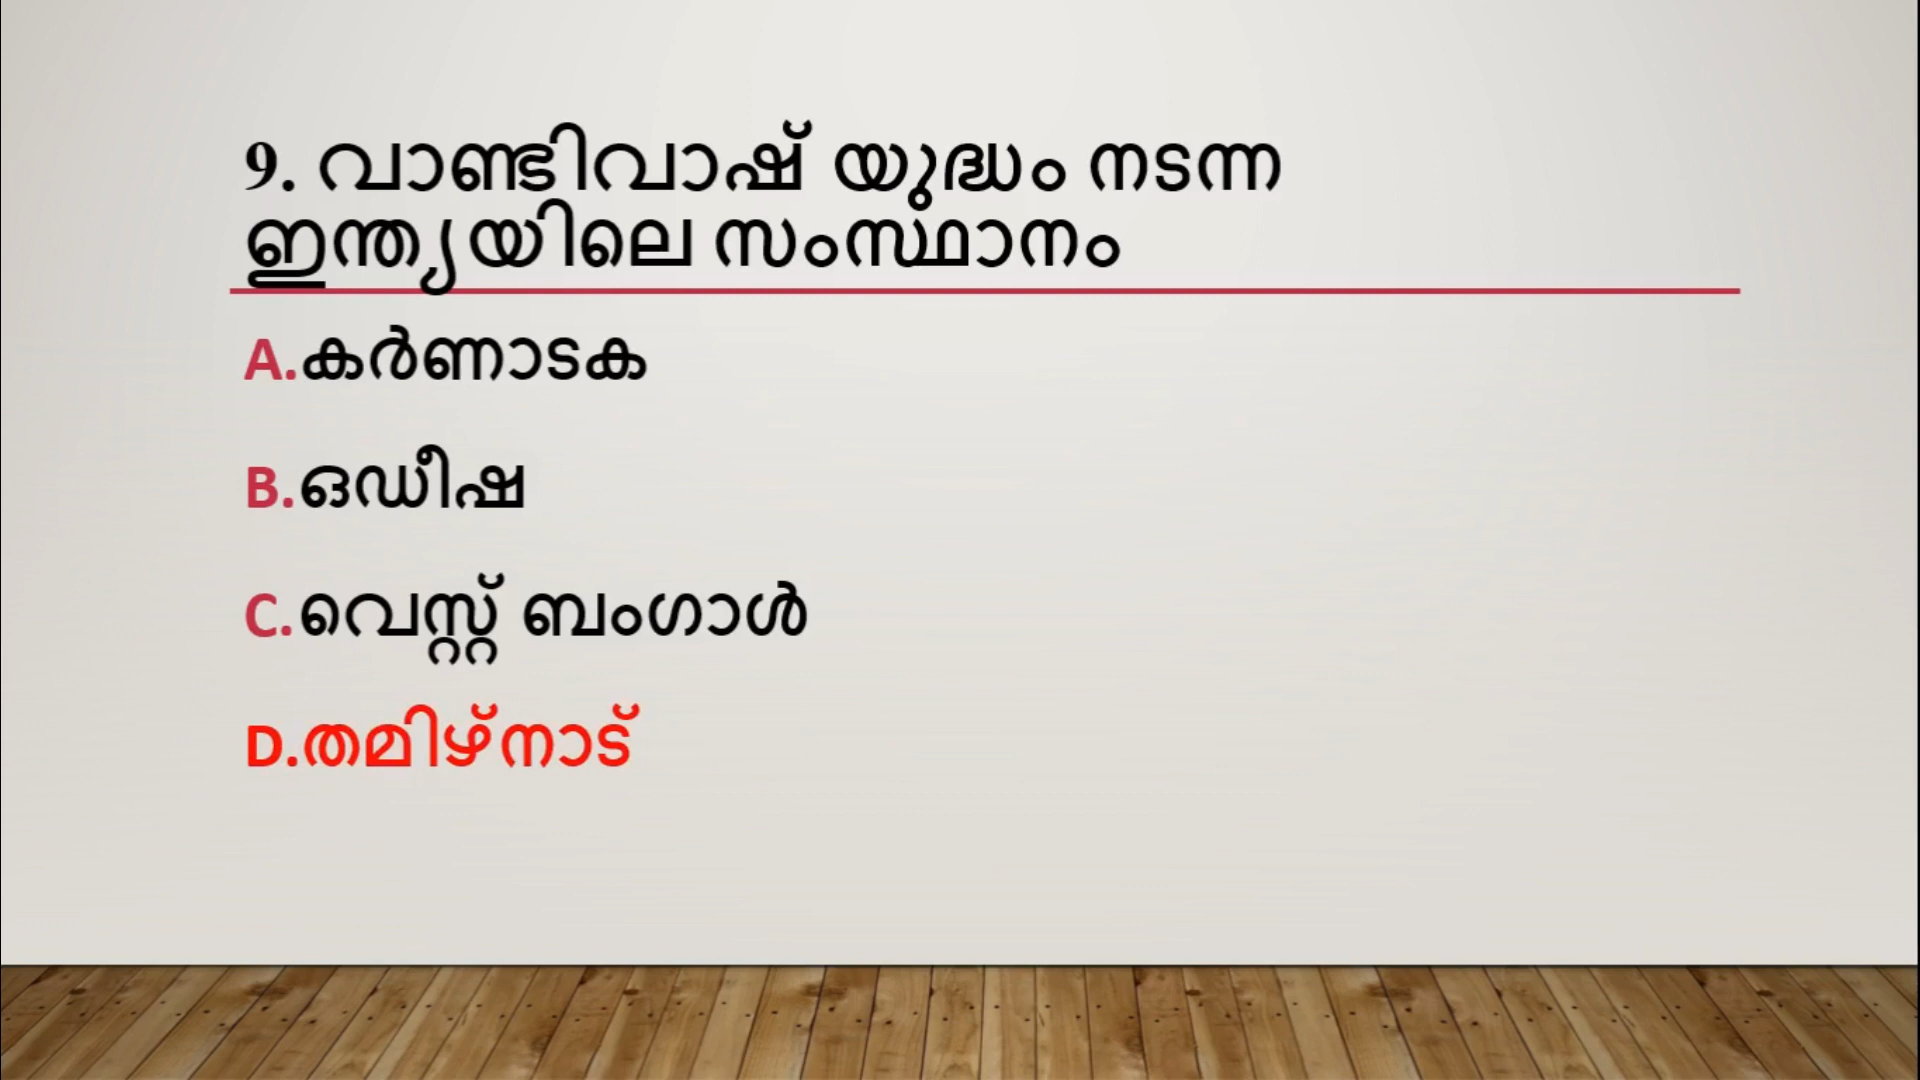 9. വാണ്ടിവാഷ് യുദ്ധം നടന്ന
ഇന്ത്യയിലെ സംസ്ഥാനം
A.കർണാടക
B.ഒഡീഷ
C.വെസ്റ്റ് ബംഗാൾ
D.തമിഴ്നാട്